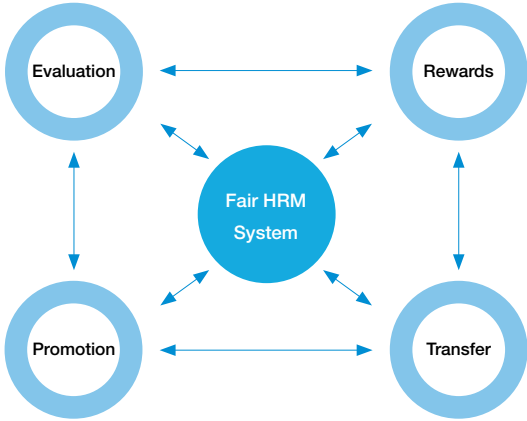 Evaluation
Rewards
Fair HRM
System
Promotion
Transfer